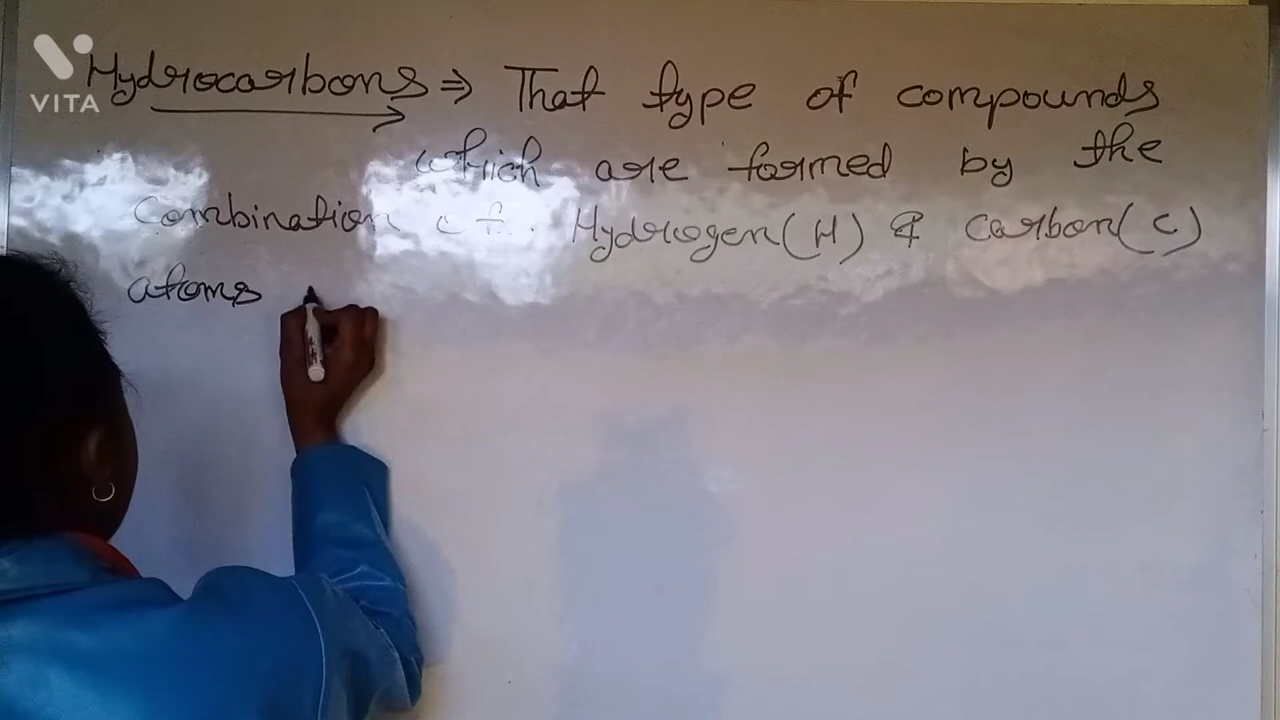 VITA
Hydrocarbons ⇒ That type of compounds
which are formed by the
Combination of Hydrogen(H) & Carbon(C)
atoms